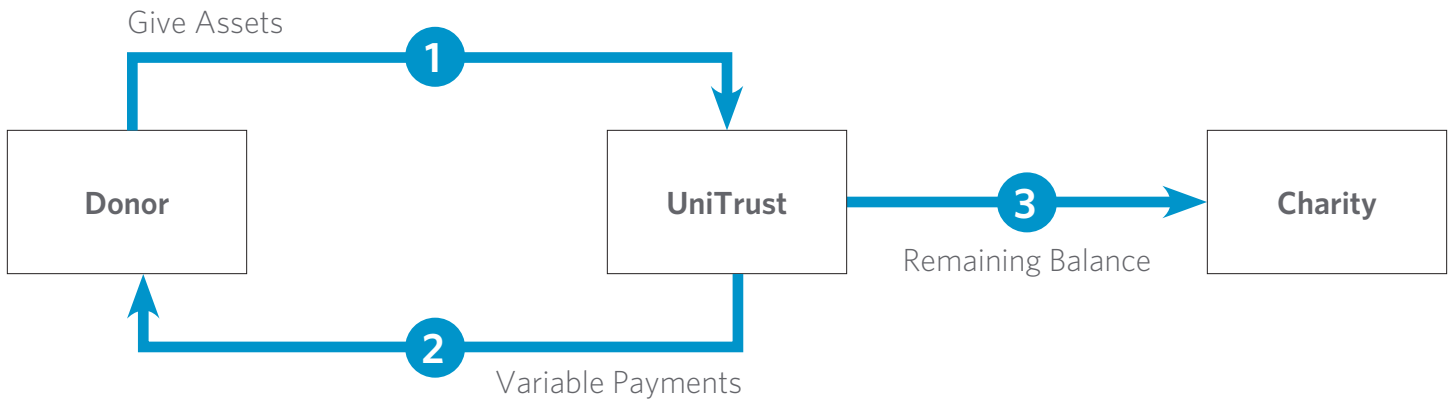 Give Assets
1
Donor
UniTrust
3
Charity
Remaining Balance
2
Variable Payments